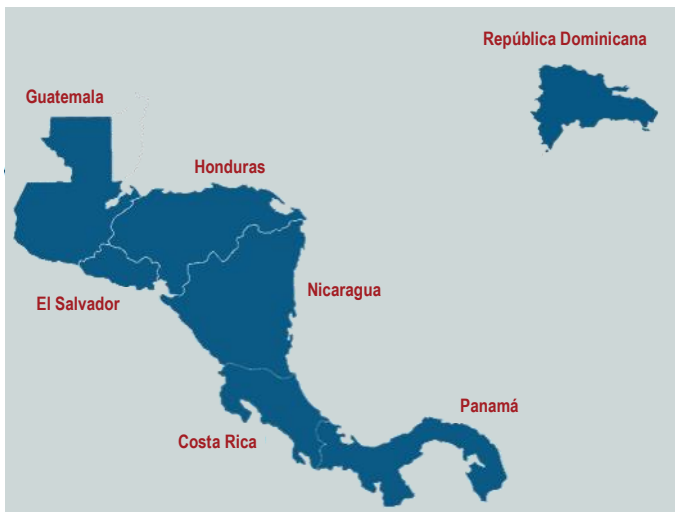 República Dominicana
Guatemala
Honduras
Nicaragua
El Salvador
Panamá
Costa Rica